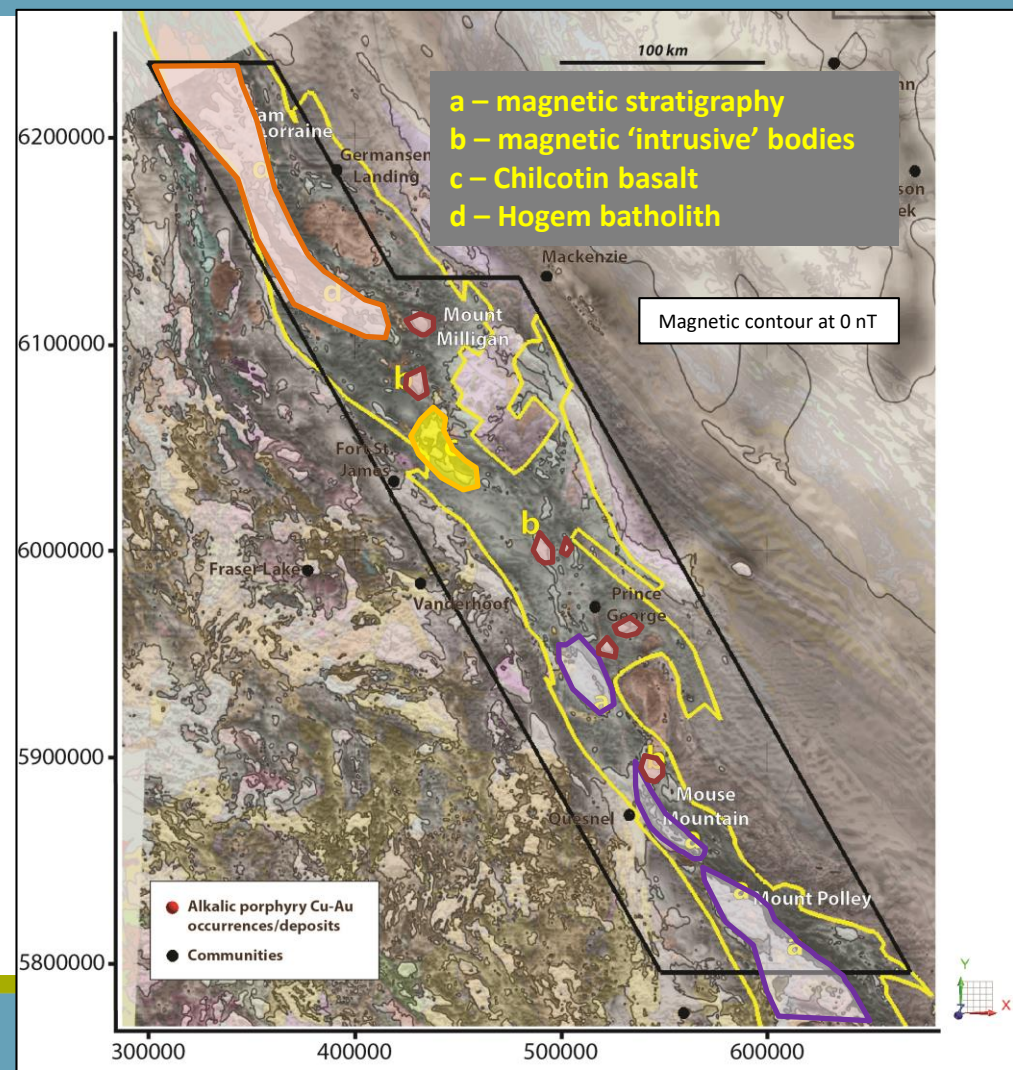 100 km
a – magnetic stratigraphy
b – magnetic ‘intrusive’ bodies
c – Chilcotin basalt
d – Hogem batholith
6200000
Lorraine
Germansen
Landing
Mackenzie
Magnetic contour at 0 nT
d
Mount
Milligan
6100000
b
Fort St.
James
b
6000000
Fraser Lake
Vanderhoof
Prince
George
a
5900000
b
Mouse
Mountain
Quesnel
a
a
Mount Polley
Alkalic porphyry Cu-Au
occurrences/deposits
Communities
a
5800000
Y
Z
X
300000
400000
500000
600000